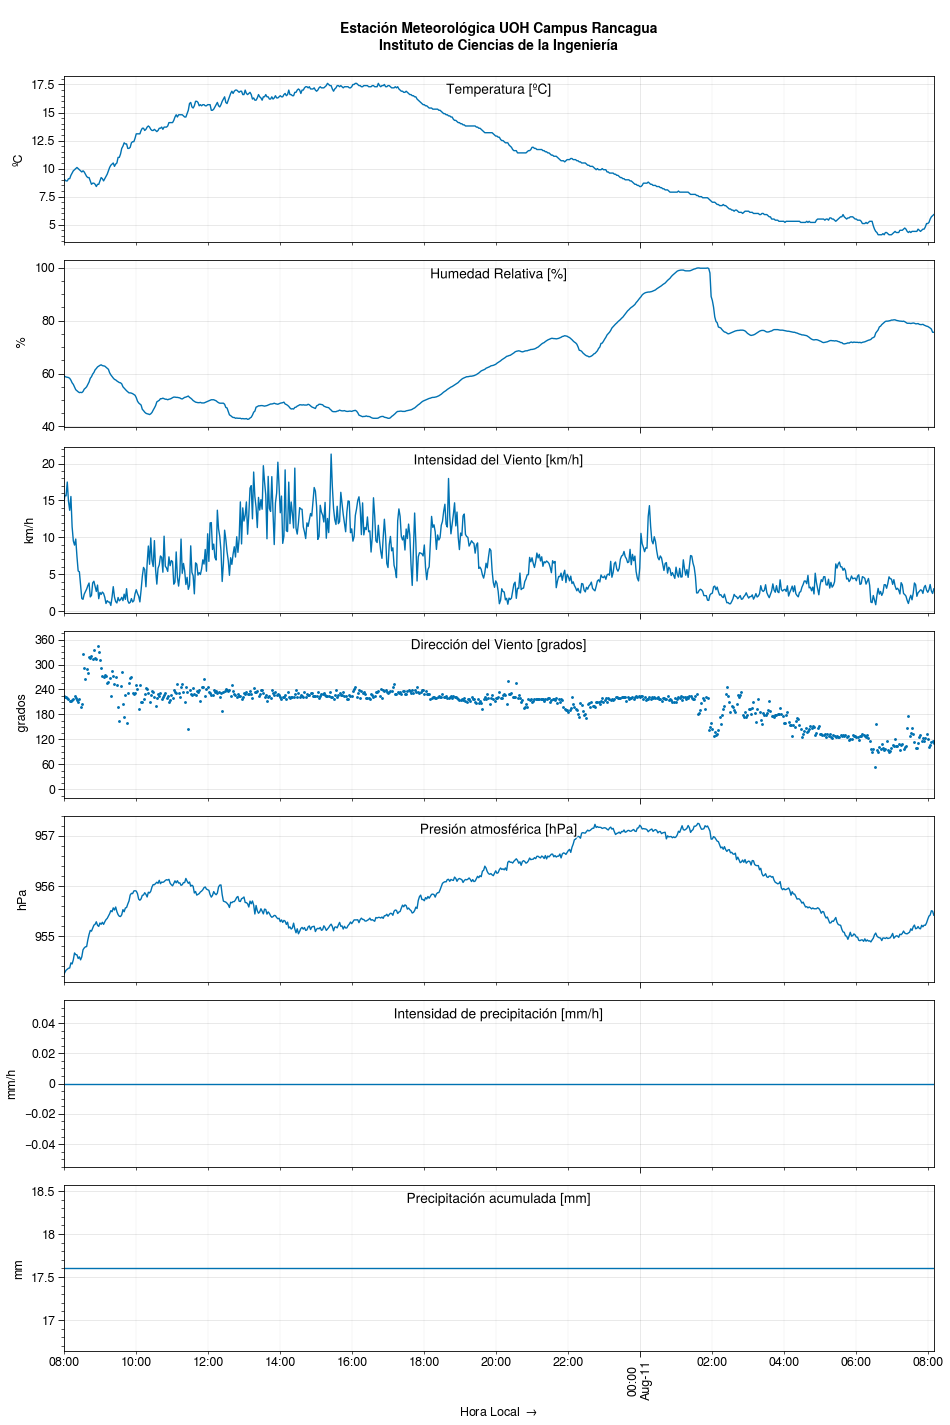 Estación Meteorológica UOH Campus Rancagua
Instituto de Ciencias de la Ingeniería
Temperatura [ºC]
ºC
17.5
15
12.5
10
7.5
5
Humedad Relativa [%]
%
100
80
60
40
Intensidad del Viento [km/h]
km/h
20
15
10
5
0
Dirección del Viento [grados]
grados
360
300
240
180
120
60
0
Presión atmosférica [hPa]
hPa
957
956
955
Intensidad de precipitación [mm/h]
mm/h
0.04
0.02
0
−0.02
−0.04
Precipitación acumulada [mm]
mm
18.5
18
17.5
17
08:00 10:00 12:00 14:00 16:00 18:00 20:00 22:00 00:00 02:00 04:00 06:00 08:00
Aug-11
Hora Local →